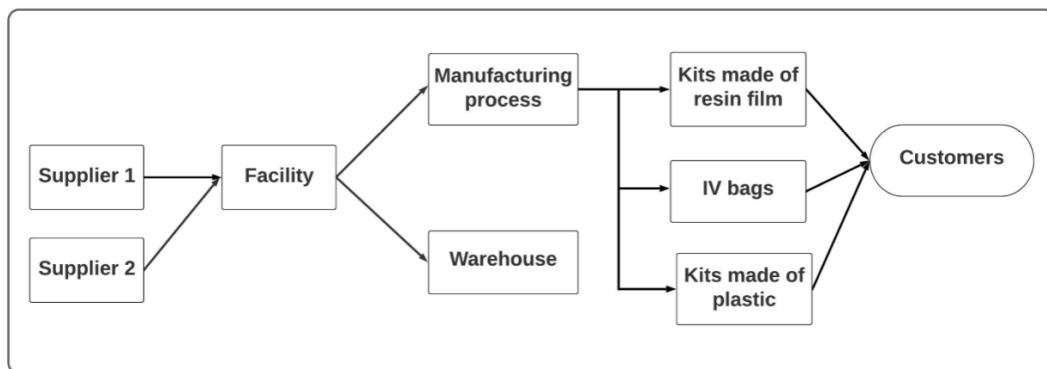 Supplier 1
Supplier 2
Facility
Manufacturing
process
Warehouse
Kits made of
resin film
IV bags
Kits made of
plastic
Customers